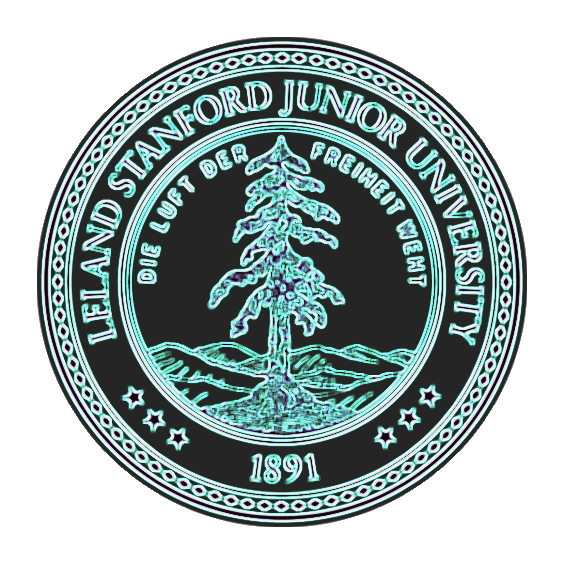 LELAND STANFORD JUNIOR UNIVERSITY
DIE LUFT DER FREIHEIT WEHT
1891